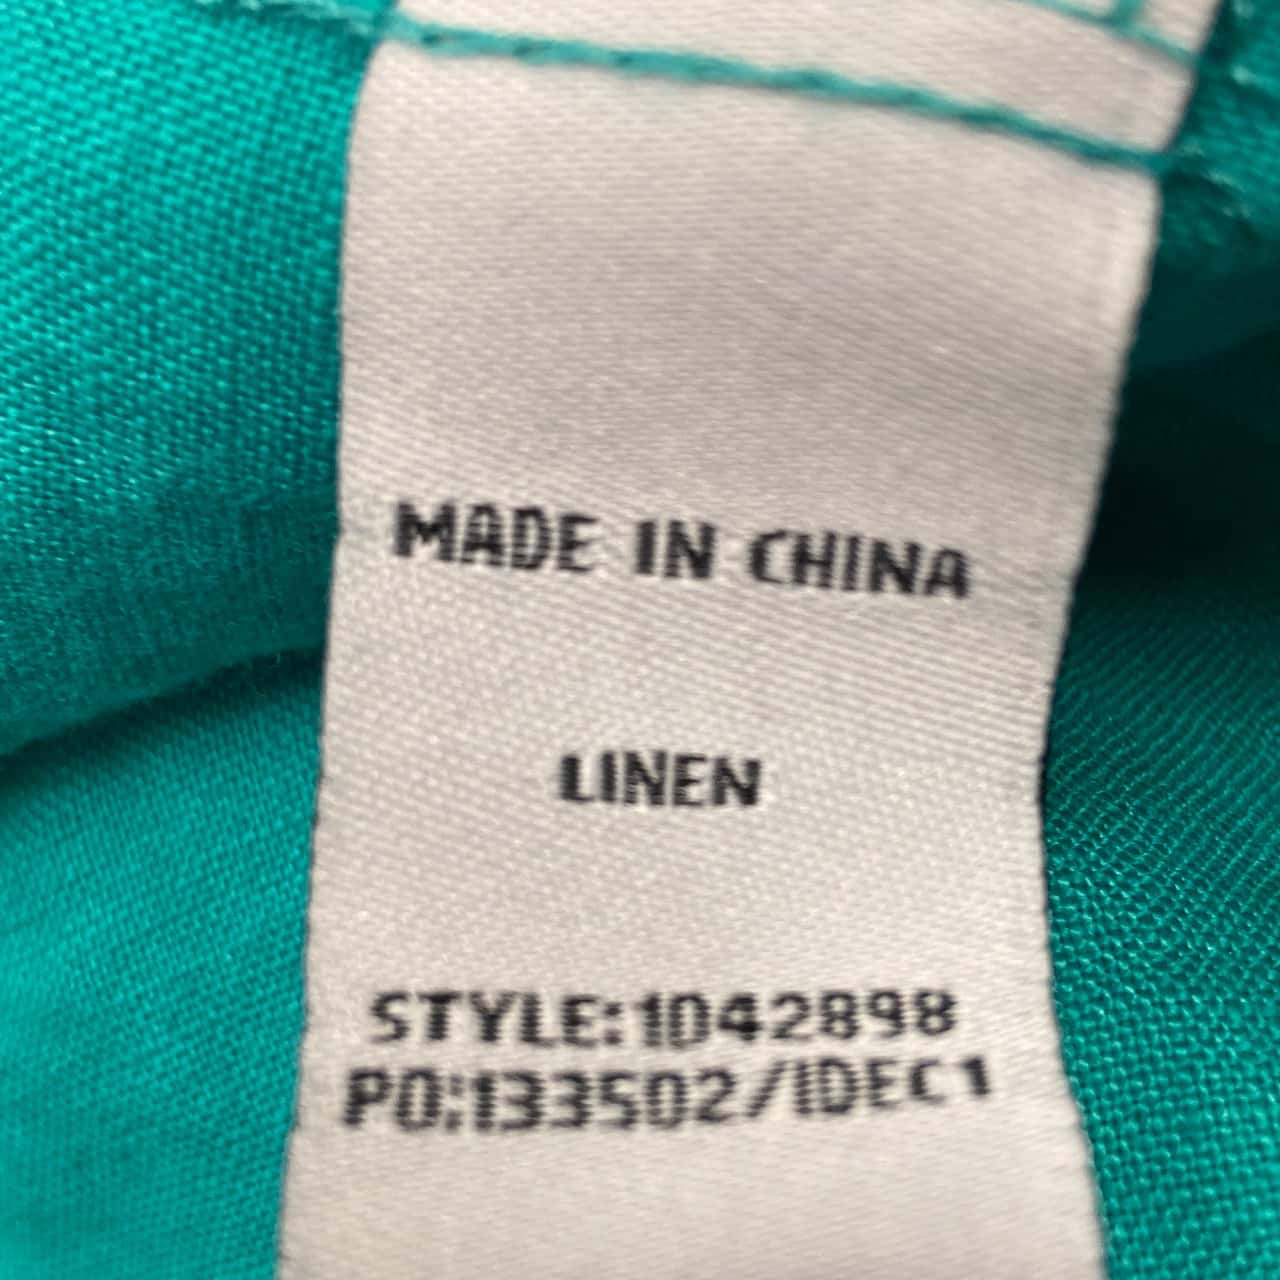 MADE IN CHINA
LINEN
STYLE:1042898
PO:133502/IDEC1